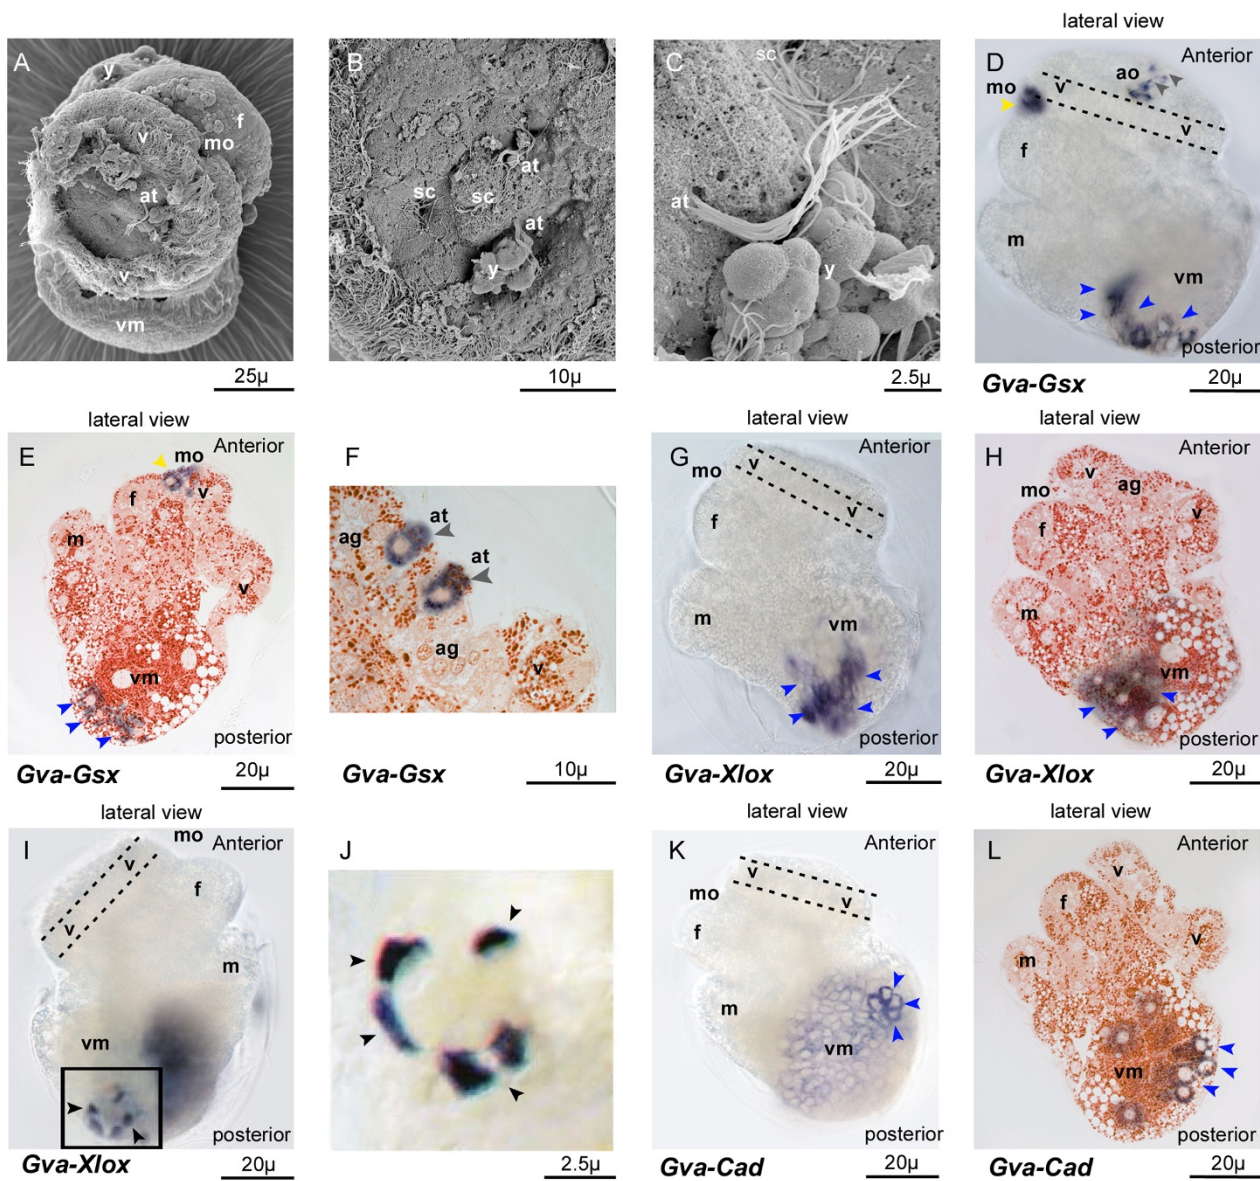 lateral view
A
y
f
v
mo
at
v
vm
25µ
B
at
sc
sc
at
y
10µ
C
sc
at
y
2.5µ
D
Anterior
mo
v
ao
v
f
m
vm
posterior
Gva-Gsx
20µ
lateral view
E
Anterior
mo
f
v
m
v
vm
posterior
Gva-Gsx
20µ
F
at
ag
at
ag
v
Gva-Gsx
10µ
lateral view
G
Anterior
mo
v
v
f
m
vm
posterior
Gva-Xlox
20µ
lateral view
H
Anterior
v
ag
mo
v
f
m
vm
posterior
Gva-Xlox
20µ
lateral view
I
mo
Anterior
v
f
v
m
vm
posterior
Gva-Xlox
20µ
J
2.5µ
lateral view
K
Anterior
v
mo
v
f
m
vm
posterior
Gva-Cad
20µ
lateral view
L
Anterior
v
f
v
m
vm
posterior
Gva-Cad
20µ